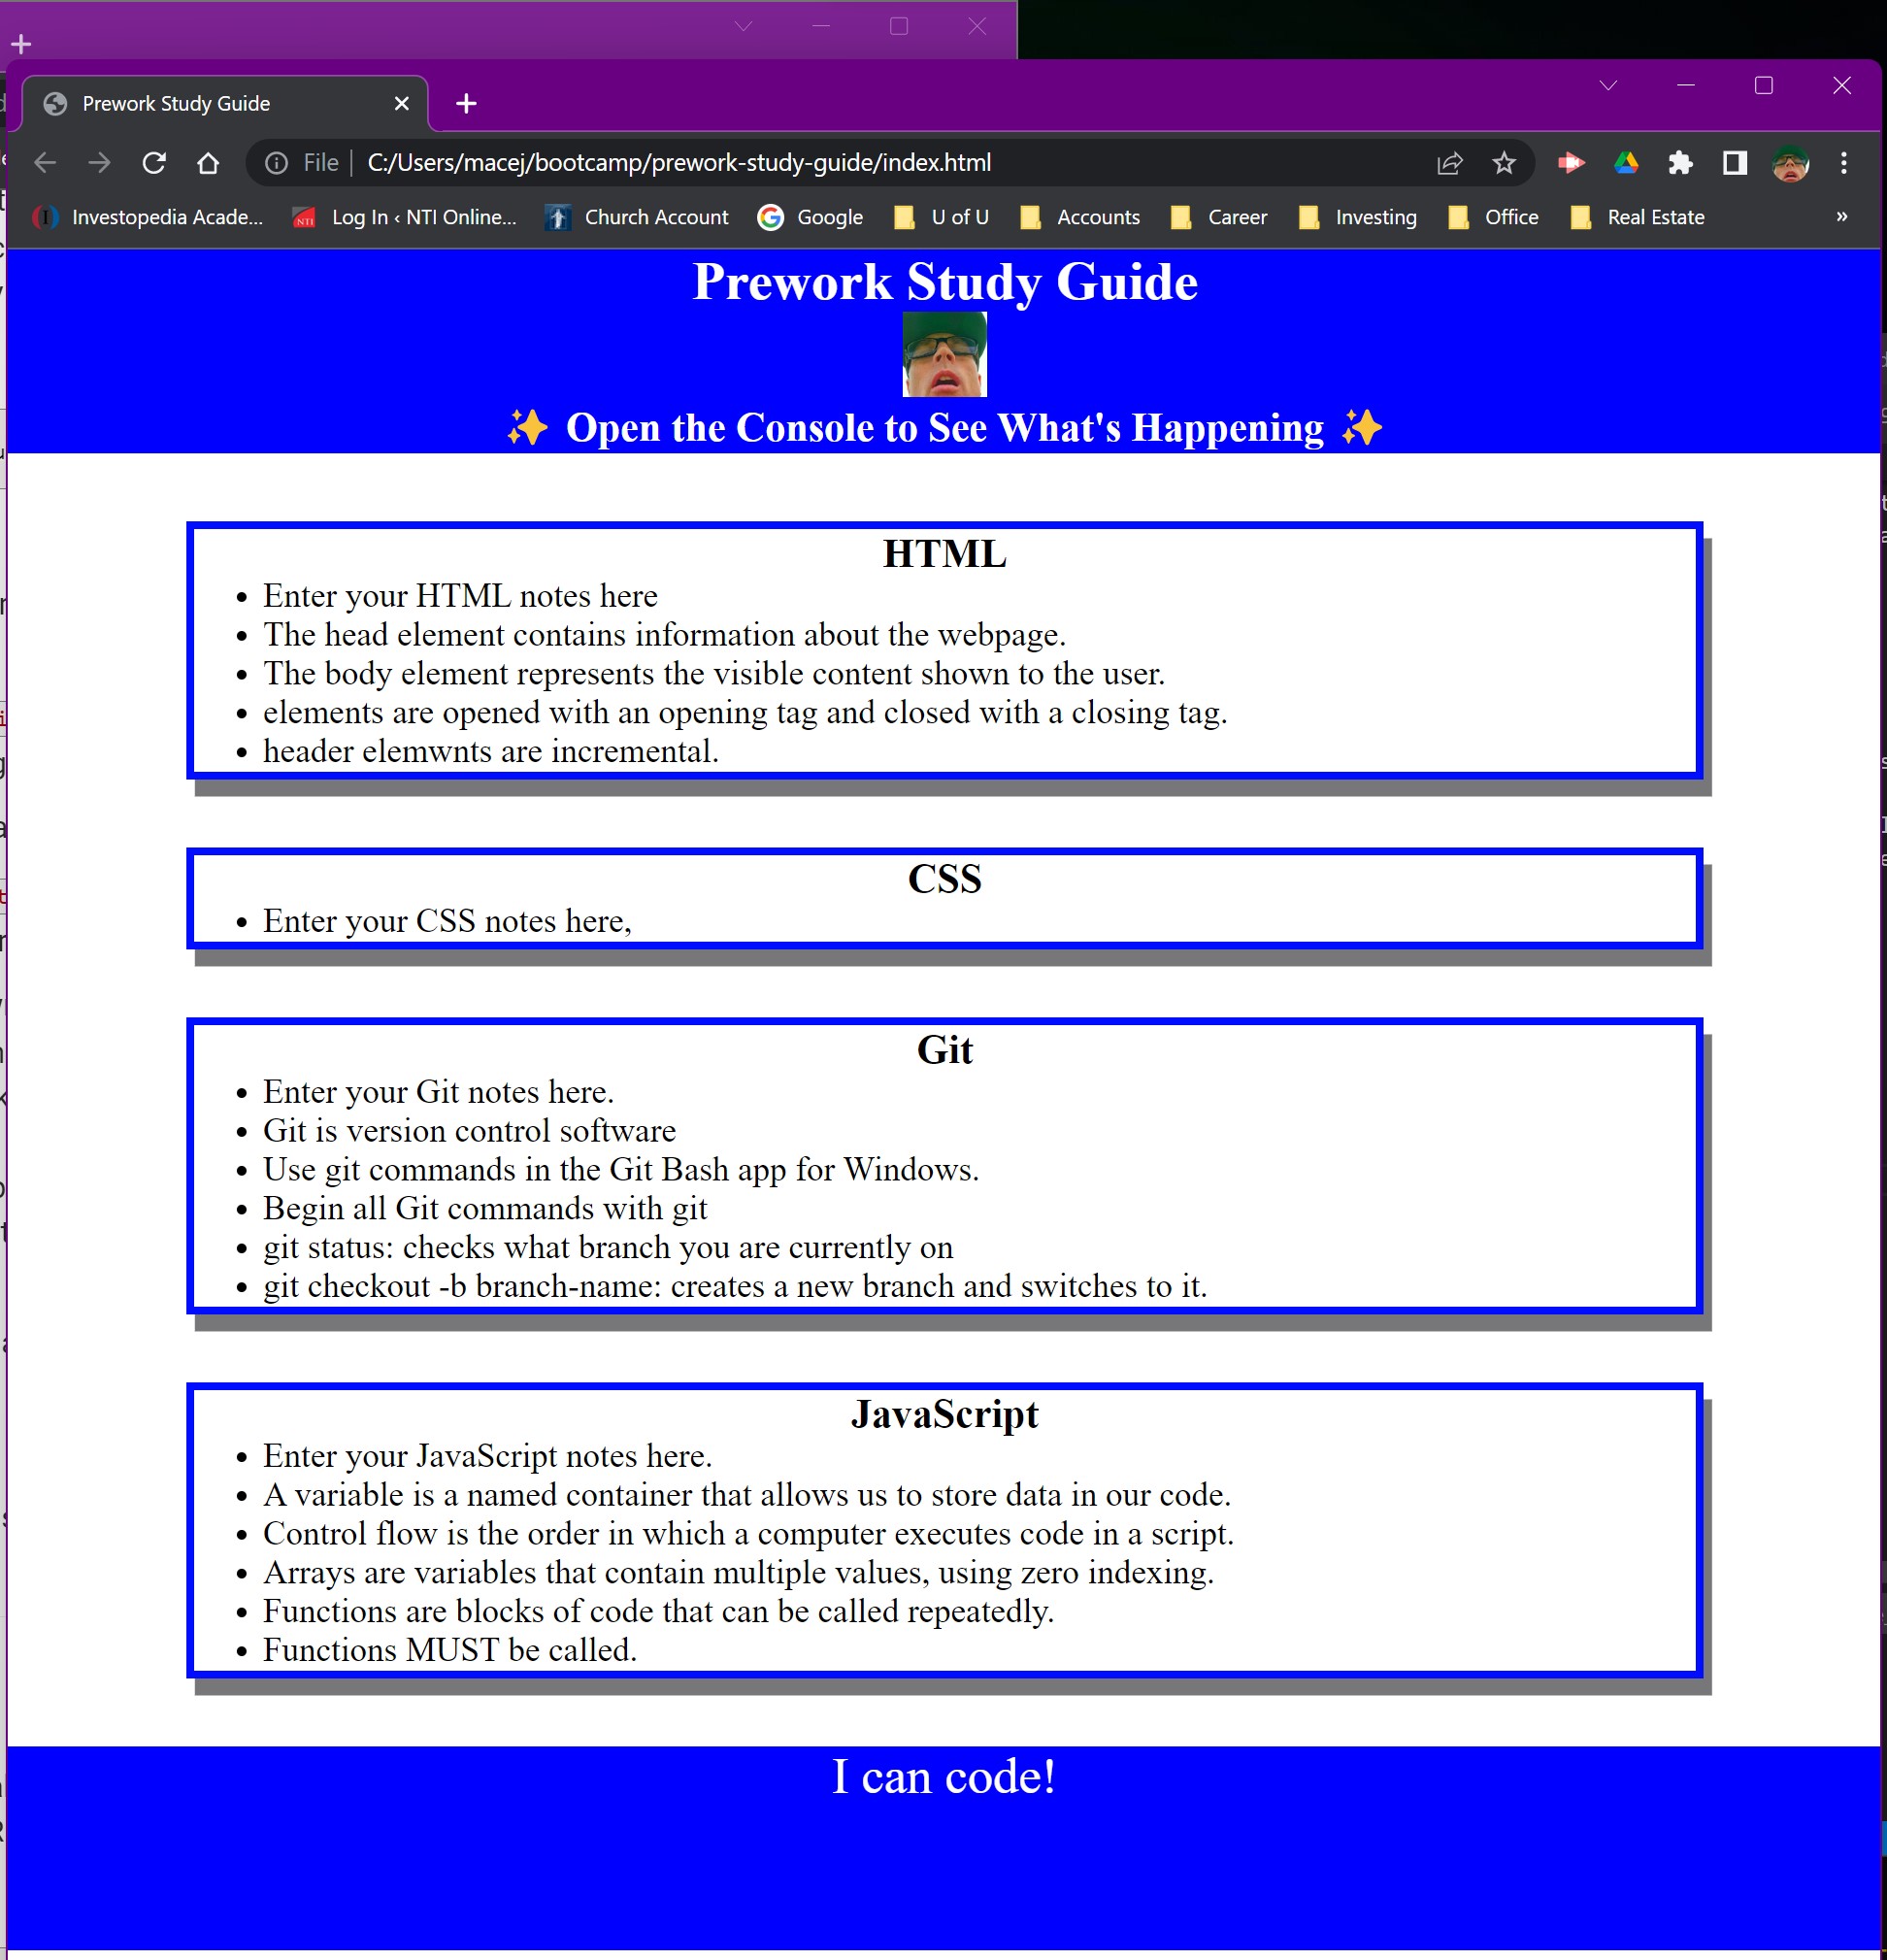 Prework Study Guide
File C:/Users/macej/bootcamp/prework-study-guide/index.html
Investopedia Acade... NTI Log In ‹ NTI Online... Church Account Google U of U Accounts Career Investing Office Real Estate »
Prework Study Guide
✨ Open the Console to See What's Happening ✨
HTML
• Enter your HTML notes here
• The head element contains information about the webpage.
• The body element represents the visible content shown to the user.
• elements are opened with an opening tag and closed with a closing tag.
• header elemwnts are incremental.
CSS
• Enter your CSS notes here,
Git
• Enter your Git notes here.
• Git is version control software
• Use git commands in the Git Bash app for Windows.
• Begin all Git commands with git
• git status: checks what branch you are currently on
• git checkout -b branch-name: creates a new branch and switches to it.
JavaScript
• Enter your JavaScript notes here.
• A variable is a named container that allows us to store data in our code.
• Control flow is the order in which a computer executes code in a script.
• Arrays are variables that contain multiple values, using zero indexing.
• Functions are blocks of code that can be called repeatedly.
• Functions MUST be called.
I can code!